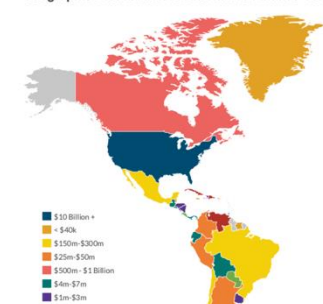 $10 Billion +
< $40k
$150m-$300m
$25m-$50m
$500m - $1 Billion
$4m-$7m
$1m-$3m